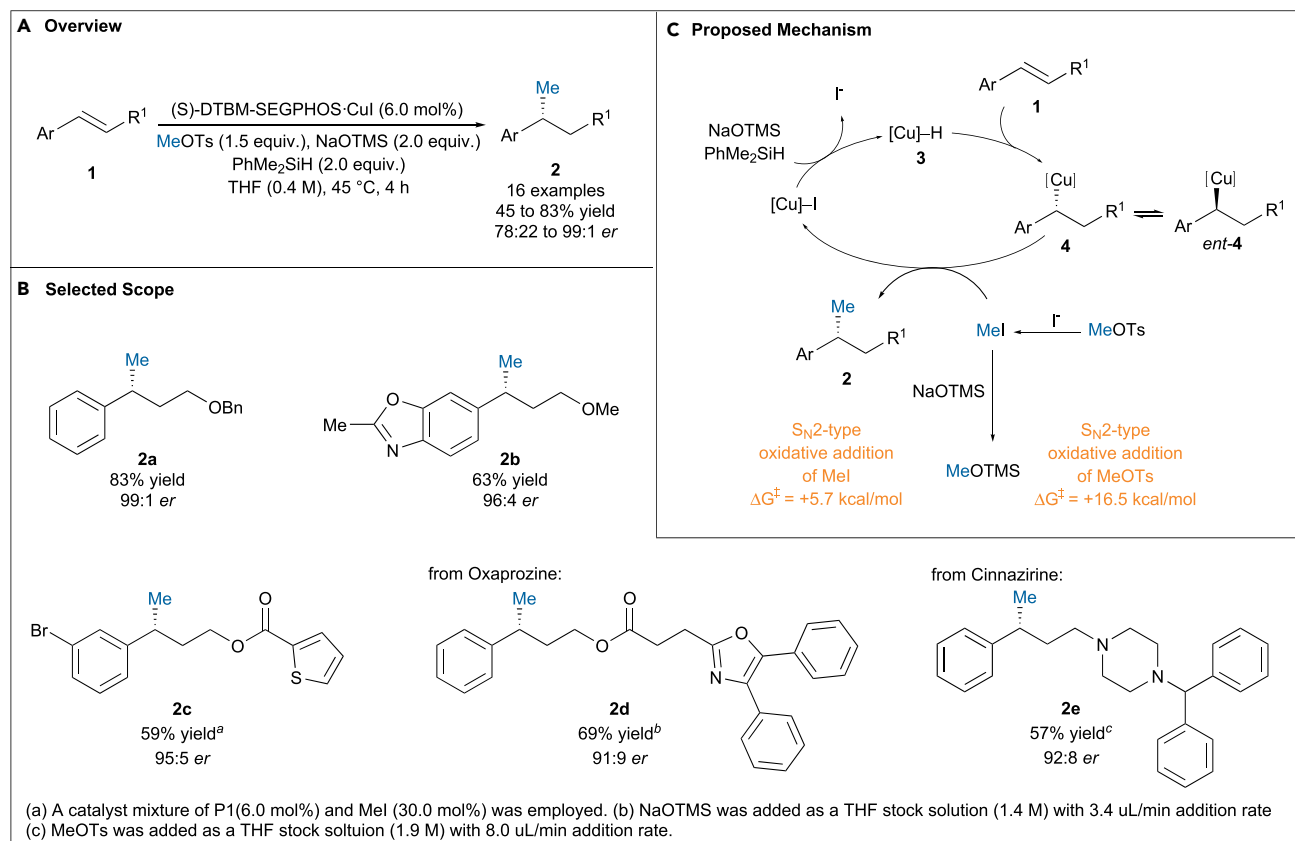 A Overview
Ar
R¹
1
(S)-DTBM-SEGPHOS·CuI (6.0 mol%)
MeOTs (1.5 equiv.), NaOTMS (2.0 equiv.)
PhMe₂SiH (2.0 equiv.)
THF (0.4 M), 45 °C, 4 h
Me
Ar
R¹
2
16 examples
45 to 83% yield
78:22 to 99:1 er
B Selected Scope
Me
OBn
2a
83% yield
99:1 er
Me
O
N
Me
OMe
2b
63% yield
96:4 er
C Proposed Mechanism
Ar
R¹
1
I⁻
NaOTMS
PhMe₂SiH
[Cu]–H
3
[Cu]–I
[Cu]
Ar
R¹
4
[Cu]
Ar
R¹
ent-4
Me
Ar
R¹
2
MeI
I⁻
MeOTs
NaOTMS
MeOTMS
S_N2-type
oxidative addition
of MeI
ΔG‡ = +5.7 kcal/mol
S_N2-type
oxidative addition
of MeOTs
ΔG‡ = +16.5 kcal/mol
Br
Me
O
O
S
2c
59% yieldᵃ
95:5 er
from Oxaprozine:
Me
O
O
O
N
2d
69% yieldᵇ
91:9 er
from Cinnazirine:
Me
N
N
2e
57% yieldᶜ
92:8 er
(a) A catalyst mixture of P1(6.0 mol%) and MeI (30.0 mol%) was employed. (b) NaOTMS was added as a THF stock solution (1.4 M) with 3.4 uL/min addition rate
(c) MeOTs was added as a THF stock soltuion (1.9 M) with 8.0 uL/min addition rate.